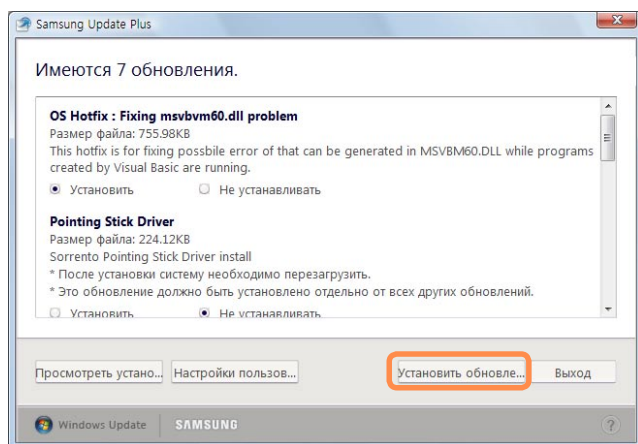 Samsung Update Plus
Имеются 7 обновления.
OS Hotfix : Fixing msvbvm60.dll problem
Размер файла: 755.98KB
This hotfix is for fixing possbile error of that can be generated in MSVBM60.DLL while programs
created by Visual Basic are running.
Установить Не устанавливать
Pointing Stick Driver
Размер файла: 224.12KB
Sorrento Pointing Stick Driver install
* После установки систему необходимо перезагрузить.
* Это обновление должно быть установлено отдельно от всех других обновлений.
Установить Не устанавливать
Просмотреть устано... Настройки пользов... Установить обновле... Выход
Windows Update SAMSUNG ?